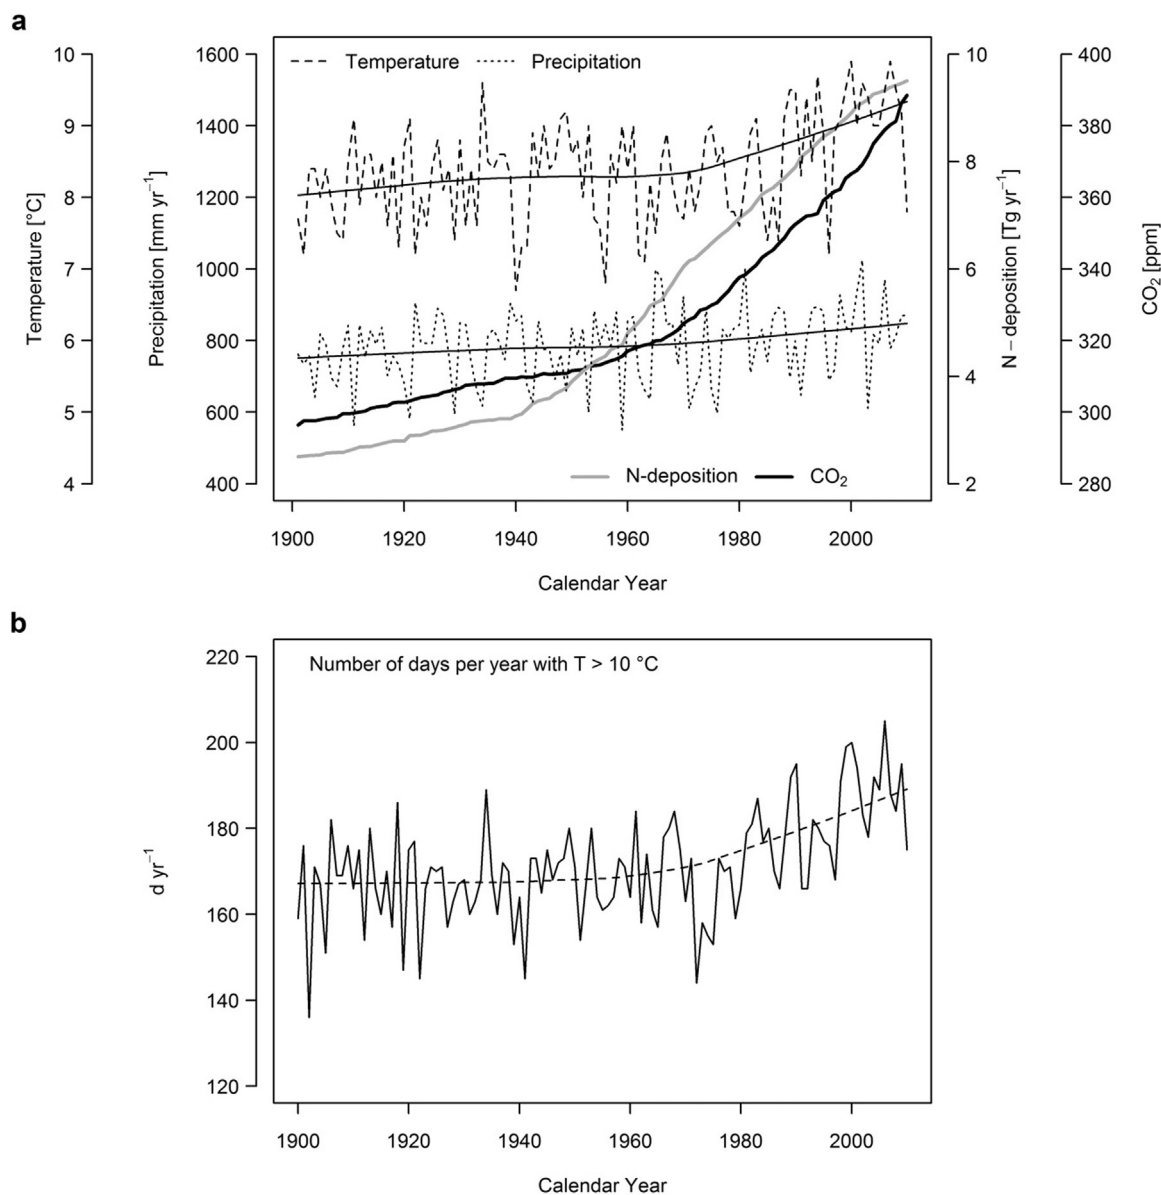 a
Temperature
Precipitation
10
9
8
7
6
5
4
Temperature [°C]
1600
1400
1200
1000
800
600
400
Precipitation [mm yr⁻¹]
10
8
6
4
2
N – deposition [Tg yr⁻¹]
400
380
360
340
320
300
280
CO₂ [ppm]
N-deposition
CO₂
1900 1920 1940 1960 1980 2000
Calendar Year
b
Number of days per year with T > 10 °C
220
200
180
160
140
120
d yr⁻¹
1900 1920 1940 1960 1980 2000
Calendar Year